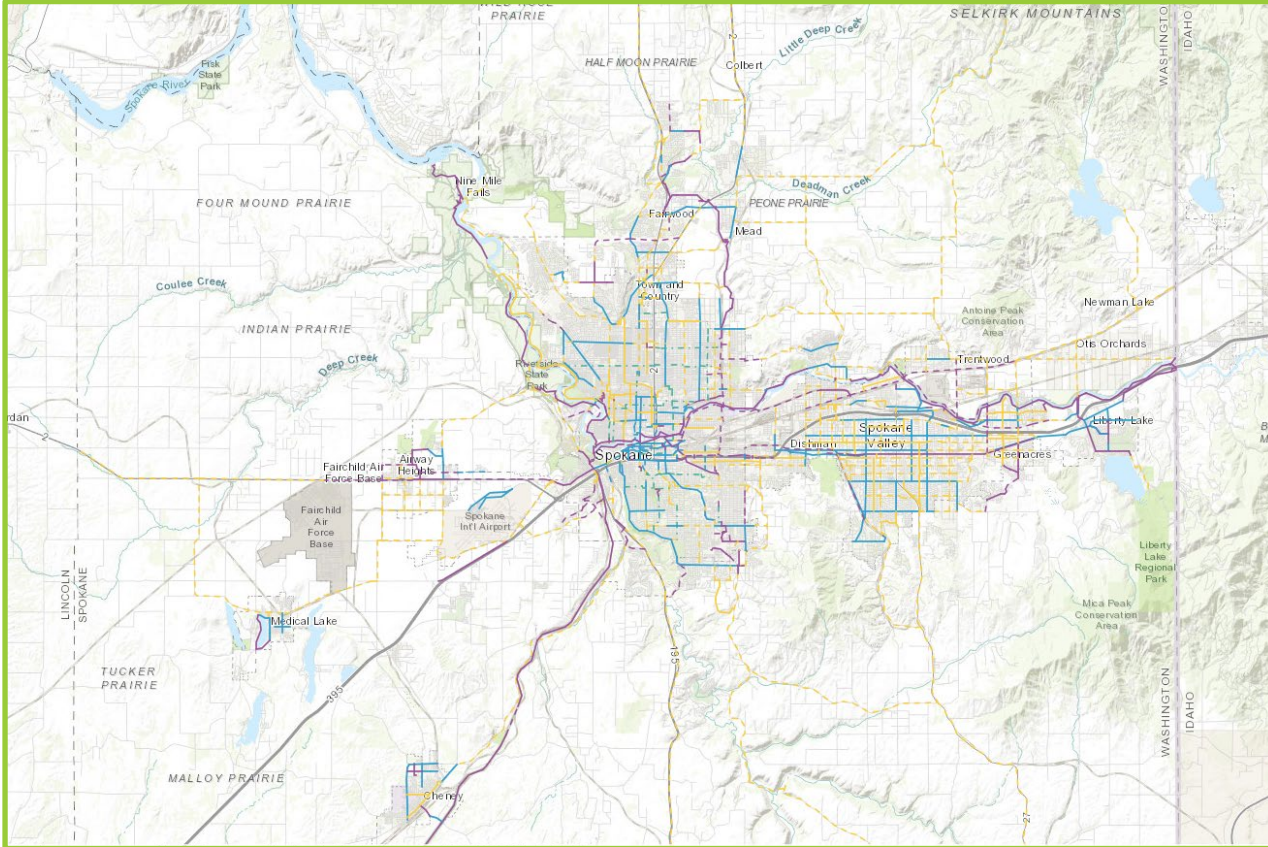 PRAIRIE
SELKIRK MOUNTAINS
WASHINGTON
IDAHO
2
Little Deep Creek
HALF MOON PRAIRIE
Colbert
Fisk
State
Park
Spokane River
Nine Mile
Falls
Deadman Creek
FOUR MOUND PRAIRIE
Fairwood
PEONE PRAIRIE
Mead
Coulee Creek
Town and
Country
Newman Lake
Antoine Peak
Conservation
Area
INDIAN PRAIRIE
Otis Orchards
Deep Creek
Trentwood
Riverside
State
Park
2
rdan
2
Liberty Lake
Spokane
Valley
Dishman
Spokane
Greenacres
Airway
Heights
Fairchild Air
Force Base
Fairchild
Air
Force
Base
Spokane
Int'l Airport
Liberty
Lake
Regional
Park
LINCOLN
SPOKANE
Mica Peak
Conservation
Area
Medical Lake
195
TUCKER
PRAIRIE
395
WASHINGTON
IDAHO
MALLOY PRAIRIE
Cheney
27